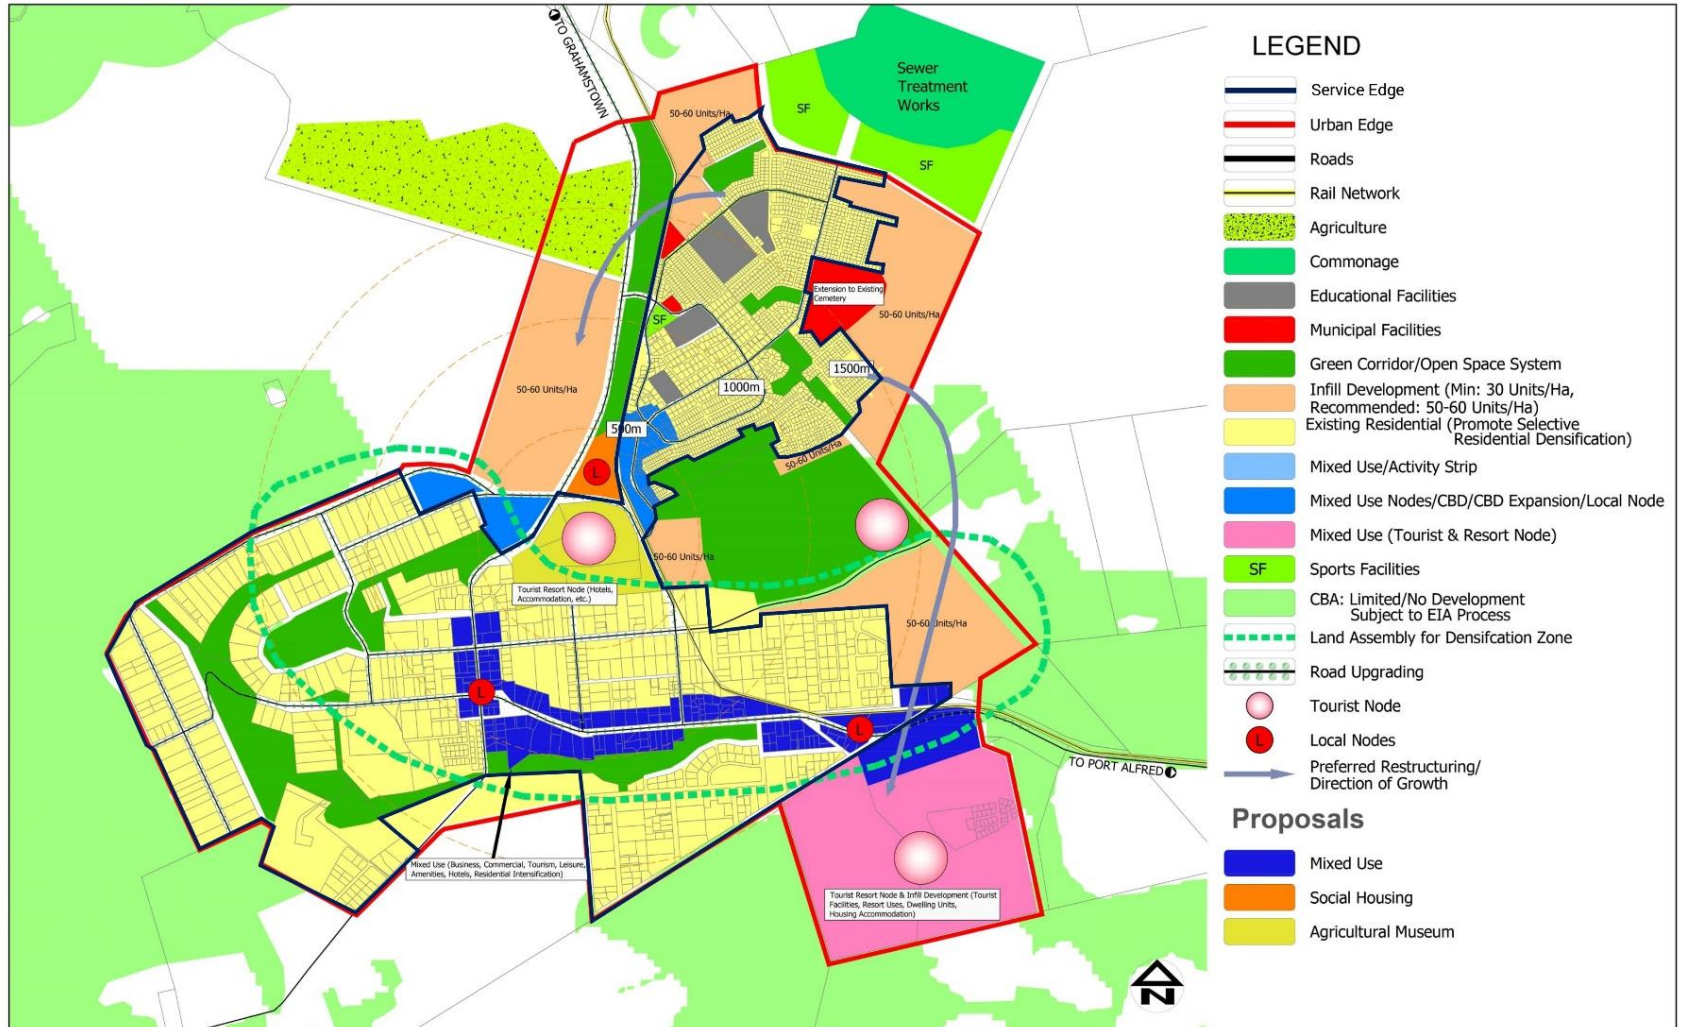 TO GRAHAMSTOWN
Sewer
Treatment
Works
SF
50-60 Units/Ha
SF
Extension to Existing
Cemetery
50-60 Units/Ha
SF
1500m
1000m
50-60 Units/Ha
500m
50-60 Units/Ha
L
50-60 Units/Ha
Tourist Resort Node (Hotels,
Accommodation, etc.)
50-60 Units/Ha
L
L
TO PORT ALFRED
Mixed Use (Business, Commercial, Tourism, Leisure,
Amenities, Hotels, Residential Intensification)
Tourist Resort Node & Infill Development (Tourist
Facilities, Resort Uses, Dwelling Units,
Housing Accommodation)
N
LEGEND
Service Edge
Urban Edge
Roads
Rail Network
Agriculture
Commonage
Educational Facilities
Municipal Facilities
Green Corridor/Open Space System
Infill Development (Min: 30 Units/Ha,
Recommended: 50-60 Units/Ha)
Existing Residential (Promote Selective
Residential Densification)
Mixed Use/Activity Strip
Mixed Use Nodes/CBD/CBD Expansion/Local Node
Mixed Use (Tourist & Resort Node)
SF Sports Facilities
CBA: Limited/No Development
Subject to EIA Process
Land Assembly for Densifcation Zone
Road Upgrading
Tourist Node
L Local Nodes
Preferred Restructuring/
Direction of Growth
Proposals
Mixed Use
Social Housing
Agricultural Museum